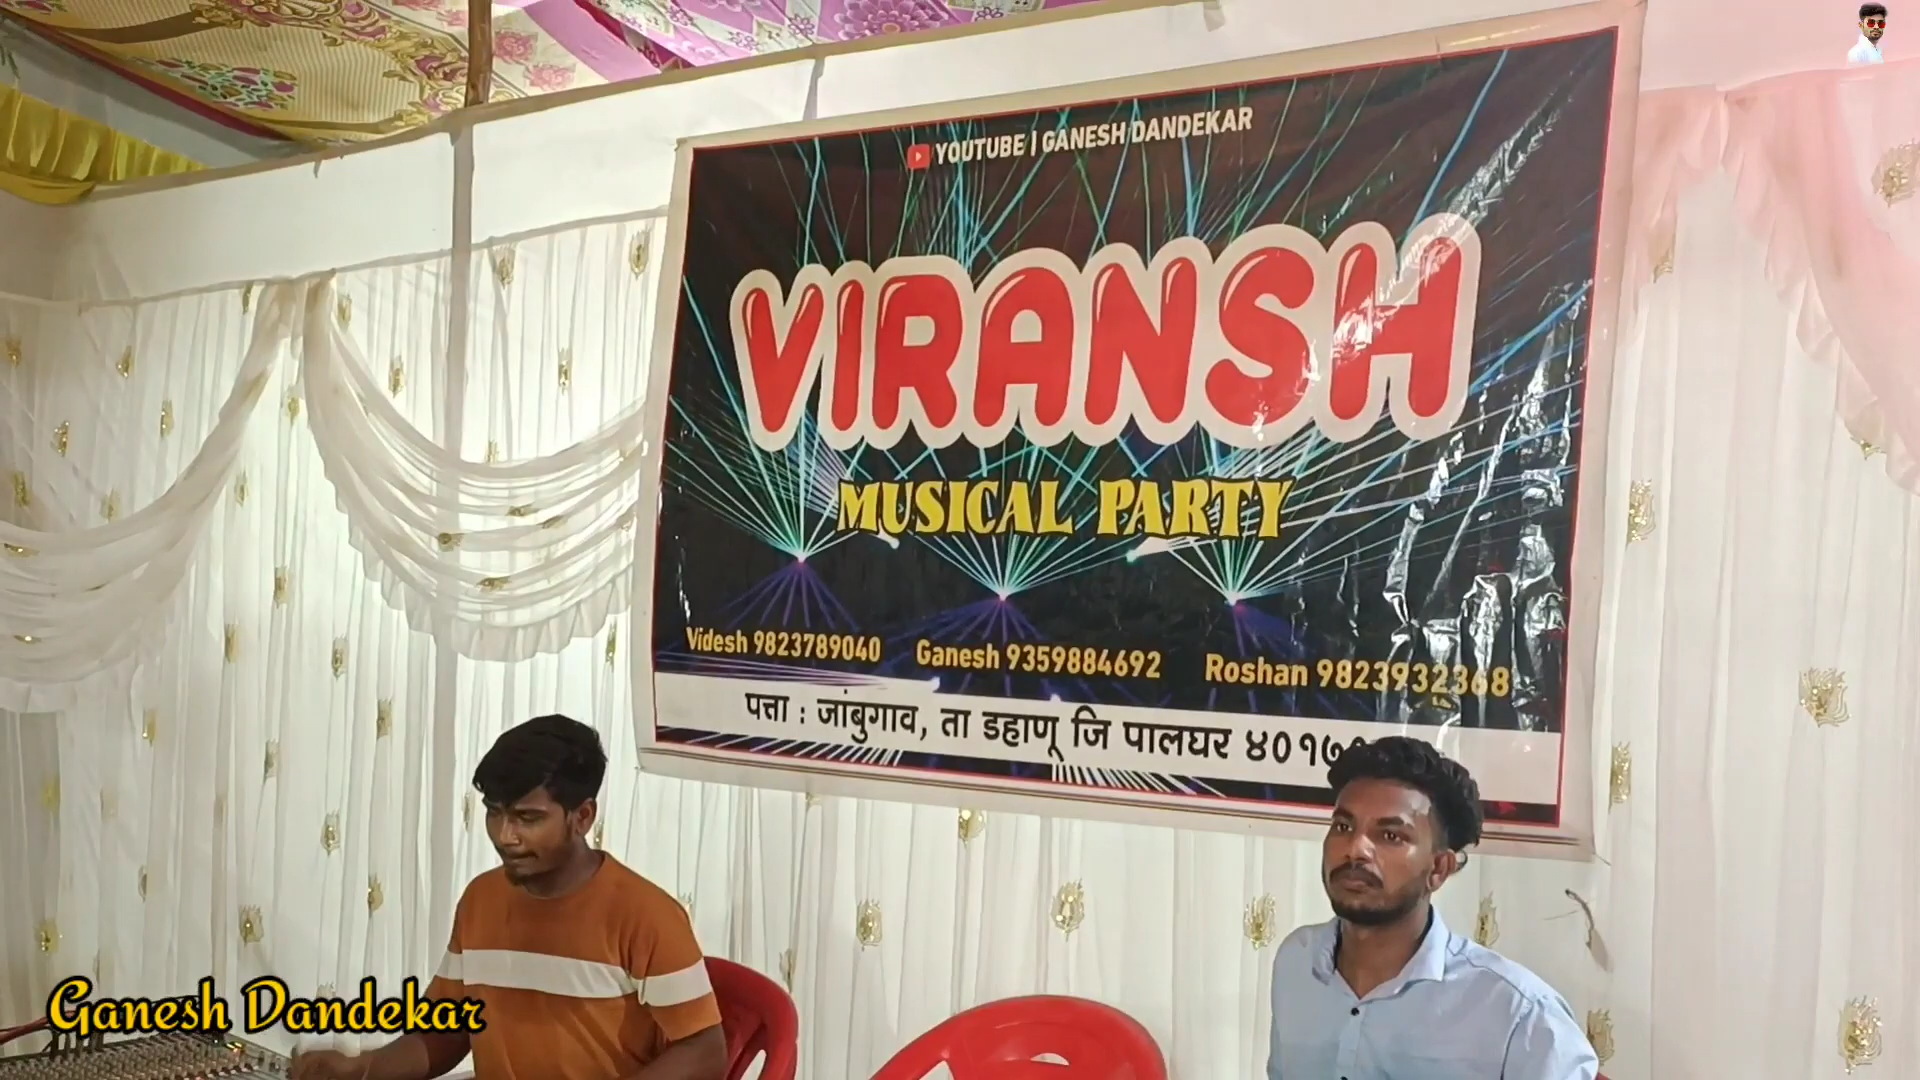 YOUTUBE | GANESH DANDEKAR
VIRANSH
MUSICAL PARTY
Videsh 9823789040 Ganesh 9359884692 Roshan 9823932368
पत्ता : जांबुगाव, ता डहाणू जि पालघर
Ganesh Dandekar